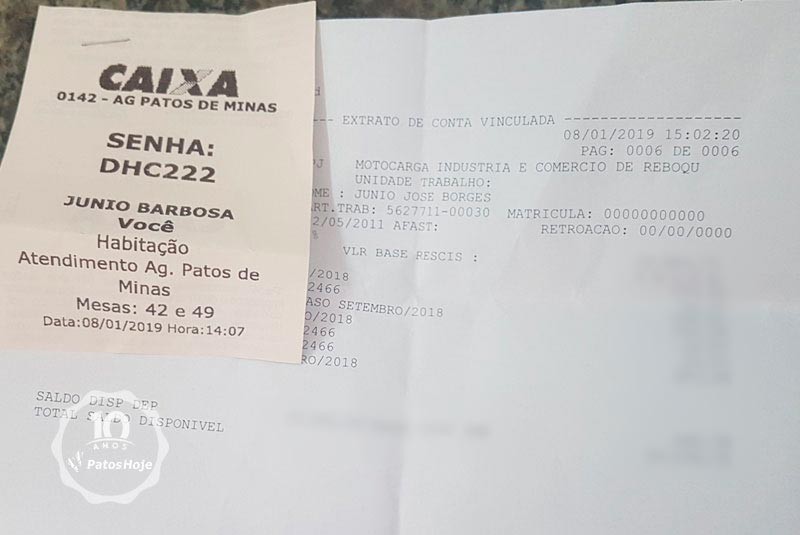 CAIXA
0142 - AG PATOS DE MINAS
SENHA:
DHC222
JUNIO BARBOSA
Você
Habitação
Atendimento Ag. Patos de
Minas
Mesas: 42 e 49
Data:08/01/2019 Hora:14:07
EXTRATO DE CONTA VINCULADA
08/01/2019 15:02:20
PAG: 0006 DE 0006
MOTOCARGA INDUSTRIA E COMERCIO DE REBOQU
UNIDADE TRABALHO:
OME : JUNIO JOSE BORGES
ART.TRAB: 5627711-00030 MATRICULA: 00000000000
2/05/2011 AFAST: RETROACAO: 00/00/0000
%
VLR BASE RESCIS :
/2018
2466
ASO SETEMBRO/2018
O/2018
2466
2466
RO/2018
SALDO DISP DEP
TOTAL SALDO DISPONIVEL
10
ANOS
PatosHoje